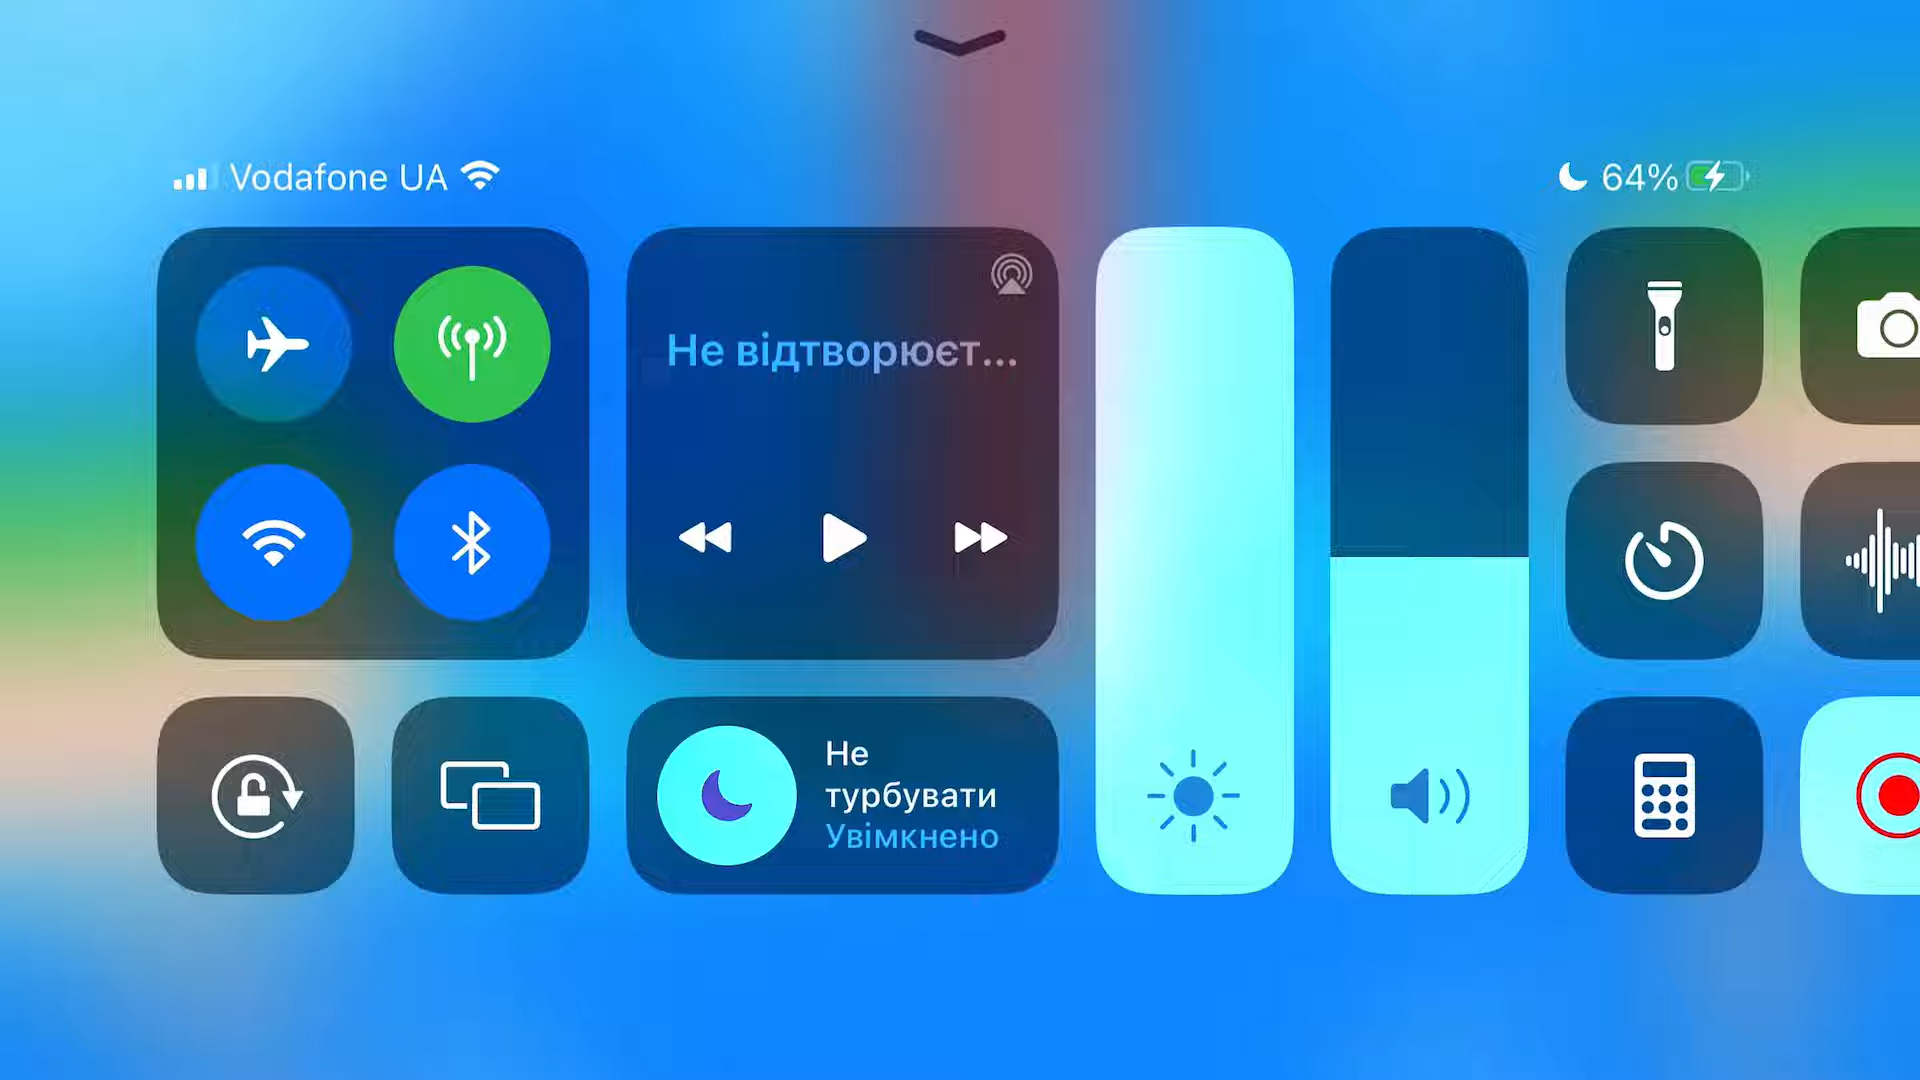 Vodafone UA
64%
Не відтворюєт...
Не
турбувати
Увімкнено